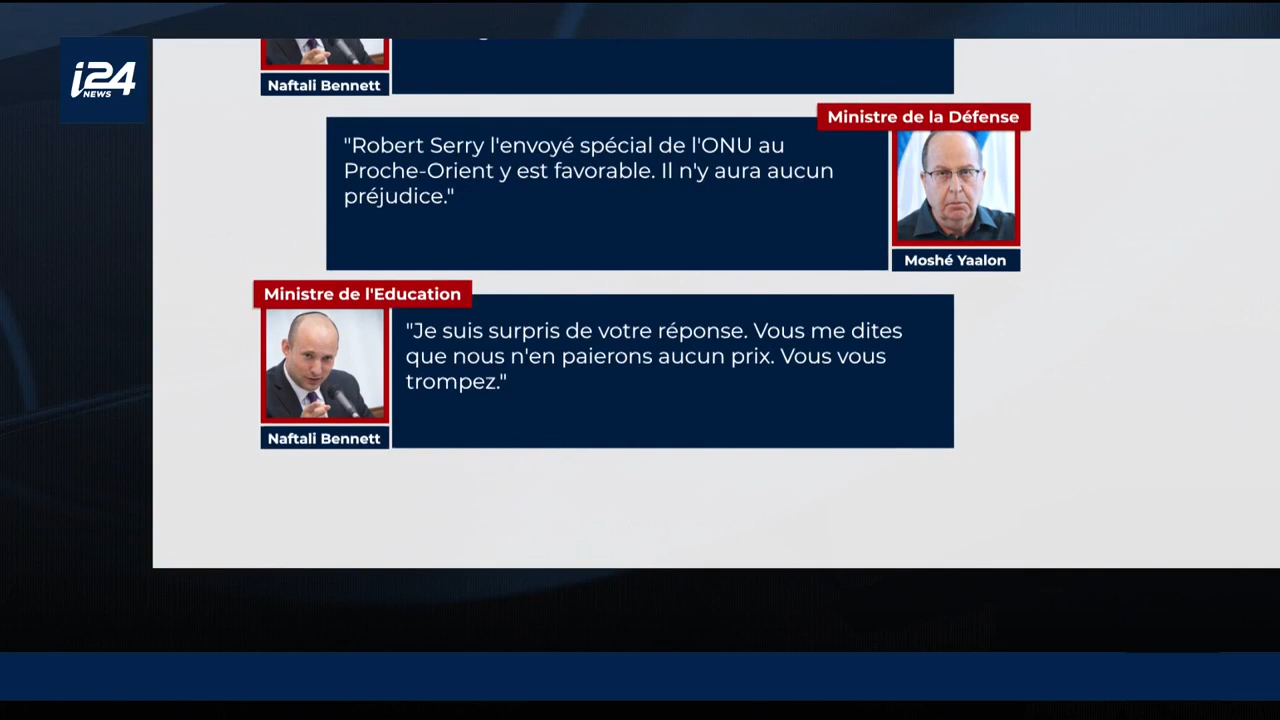 i24
NEWS
Naftali Bennett
Ministre de la Défense
"Robert Serry l'envoyé spécial de l'ONU au
Proche-Orient y est favorable. Il n'y aura aucun
préjudice."
Moshé Yaalon
Ministre de l'Education
"Je suis surpris de votre réponse. Vous me dites
que nous n'en paierons aucun prix. Vous vous
trompez."
Naftali Bennett